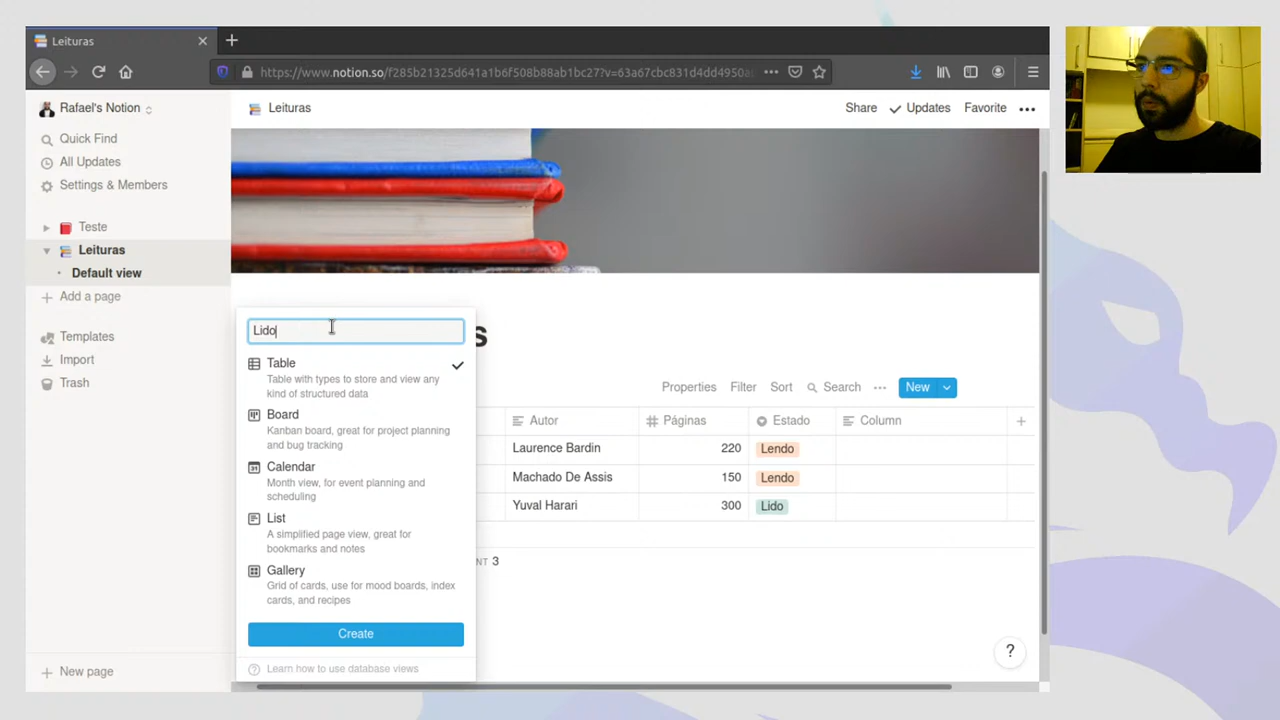 Leituras
https://www.notion.so/f285b2c325d631a1b6f508b88ab1bc27?v=63a67cbc831d4dd4950a
Rafael's Notion
Leituras
Share
Updates
Favorite
Quick Find
All Updates
Settings & Members
Teste
Leituras
Default view
Add a page
Templates
Import
Trash
New page
Lido
Table
Table with types to store and view any
kind of structured data
Board
Kanban board, great for project planning
and bug tracking
Calendar
Month view, for event planning and
scheduling
List
A simplified page view, great for
bookmarks and notes
Gallery
Grid of cards, use for mood boards, index
cards, and recipes
Create
Learn how to use database views
s
Properties Filter Sort Search New
Autor Páginas Estado Column
Laurence Bardin 220 Lendo
Machado De Assis 150 Lendo
Yuval Harari 300 Lido
NT 3
?